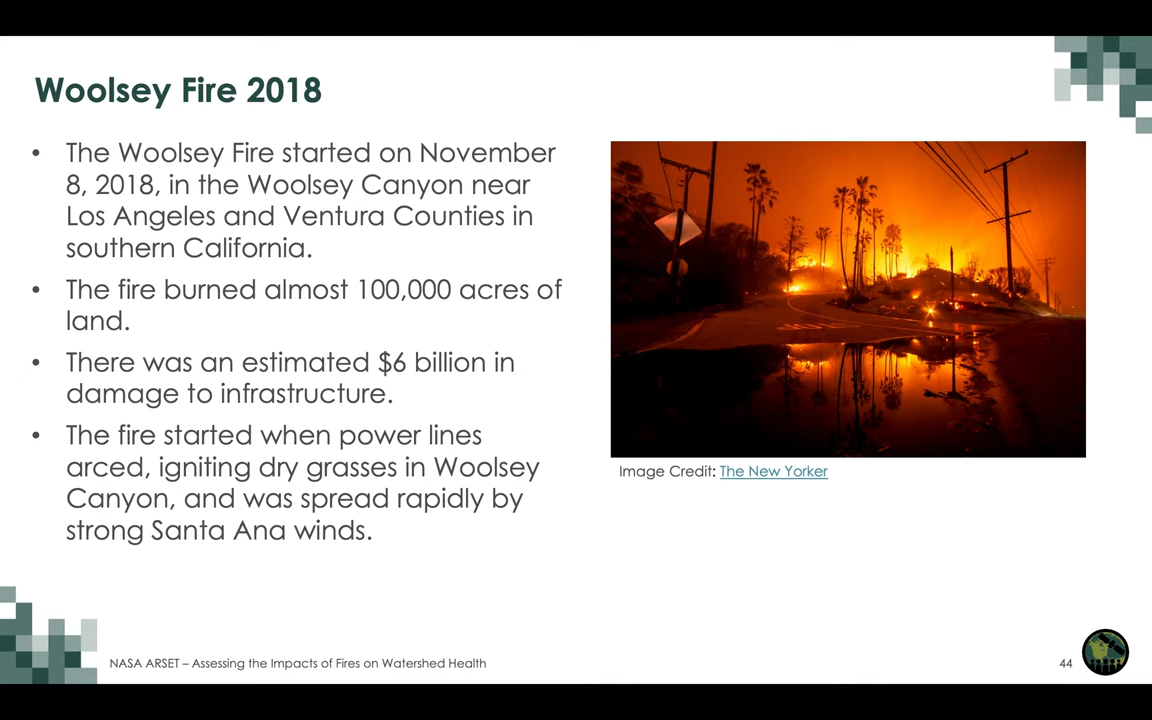 Woolsey Fire 2018
• The Woolsey Fire started on November
8, 2018, in the Woolsey Canyon near
Los Angeles and Ventura Counties in
southern California.
• The fire burned almost 100,000 acres of
land.
• There was an estimated $6 billion in
damage to infrastructure.
• The fire started when power lines
arced, igniting dry grasses in Woolsey
Canyon, and was spread rapidly by
strong Santa Ana winds.
Image Credit: The New Yorker
NASA ARSET – Assessing the Impacts of Fires on Watershed Health
44